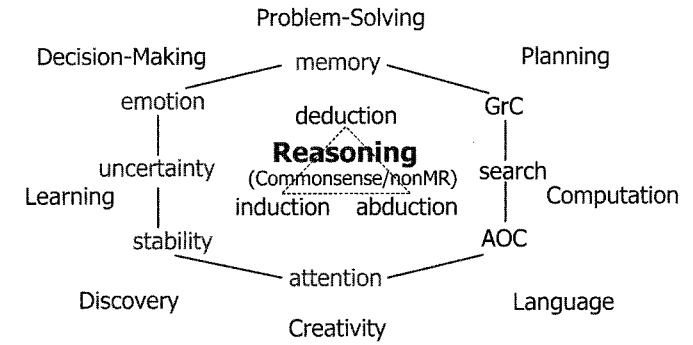 Problem-Solving
Decision-Making
Planning
memory
emotion
GrC
deduction
Reasoning
(Commonsense/nonMR)
uncertainty
search
Learning
Computation
induction
abduction
stability
AOC
attention
Discovery
Language
Creativity